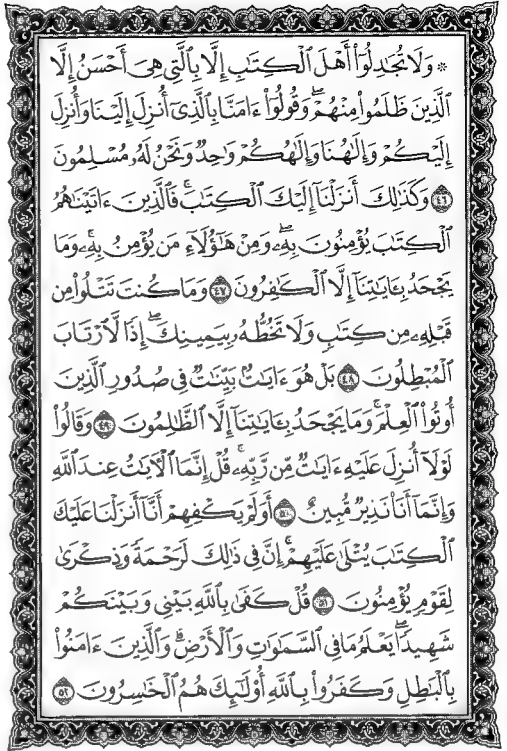 * وَلَا تُجَٰدِلُوٓا۟ أَهْلَ ٱلْكِتَٰبِ إِلَّا بِٱلَّتِى هِىَ أَحْسَنُ إِلَّا
ٱلَّذِينَ ظَلَمُوا۟ مِنْهُمْ ۖ وَقُولُوٓا۟ ءَامَنَّا بِٱلَّذِىٓ أُنزِلَ إِلَيْنَا وَأُنزِلَ
إِلَيْكُمْ وَإِلَٰهُنَا وَإِلَٰهُكُمْ وَٰحِدٌ وَنَحْنُ لَهُۥ مُسْلِمُونَ
٤٦ وَكَذَٰلِكَ أَنزَلْنَآ إِلَيْكَ ٱلْكِتَٰبَ ۚ فَٱلَّذِينَ ءَاتَيْنَٰهُمُ
ٱلْكِتَٰبَ يُؤْمِنُونَ بِهِۦ ۖ وَمِنْ هَٰٓؤُلَآءِ مَن يُؤْمِنُ بِهِۦ ۚ وَمَا
يَجْحَدُ بِـَٔايَٰتِنَآ إِلَّا ٱلْكَٰفِرُونَ ٤٧ وَمَا كُنتَ تَتْلُوا۟ مِن
قَبْلِهِۦ مِن كِتَٰبٍ وَلَا تَخُطُّهُۥ بِيَمِينِكَ ۖ إِذًا لَّٱرْتَابَ
ٱلْمُبْطِلُونَ ٤٨ بَلْ هُوَ ءَايَٰتٌۢ بَيِّنَٰتٌ فِى صُدُورِ ٱلَّذِينَ
أُوتُوا۟ ٱلْعِلْمَ ۚ وَمَا يَجْحَدُ بِـَٔايَٰتِنَآ إِلَّا ٱلظَّٰلِمُونَ ٤٩ وَقَالُوا۟
لَوْلَآ أُنزِلَ عَلَيْهِ ءَايَٰتٌ مِّن رَّبِّهِۦ ۖ قُلْ إِنَّمَا ٱلْءَايَٰتُ عِندَ ٱللَّهِ
وَإِنَّمَآ أَنَا۠ نَذِيرٌ مُّبِينٌ ٥٠ أَوَلَمْ يَكْفِهِمْ أَنَّآ أَنزَلْنَا عَلَيْكَ
ٱلْكِتَٰبَ يُتْلَىٰ عَلَيْهِمْ ۚ إِنَّ فِى ذَٰلِكَ لَرَحْمَةً وَذِكْرَىٰ
لِقَوْمٍ يُؤْمِنُونَ ٥١ قُلْ كَفَىٰ بِٱللَّهِ بَيْنِى وَبَيْنَكُمْ
شَهِيدًا ۖ يَعْلَمُ مَا فِى ٱلسَّمَٰوَٰتِ وَٱلْأَرْضِ ۗ وَٱلَّذِينَ ءَامَنُوا۟
بِٱلْبَٰطِلِ وَكَفَرُوا۟ بِٱللَّهِ أُو۟لَٰٓئِكَ هُمُ ٱلْخَٰسِرُونَ ٥٢